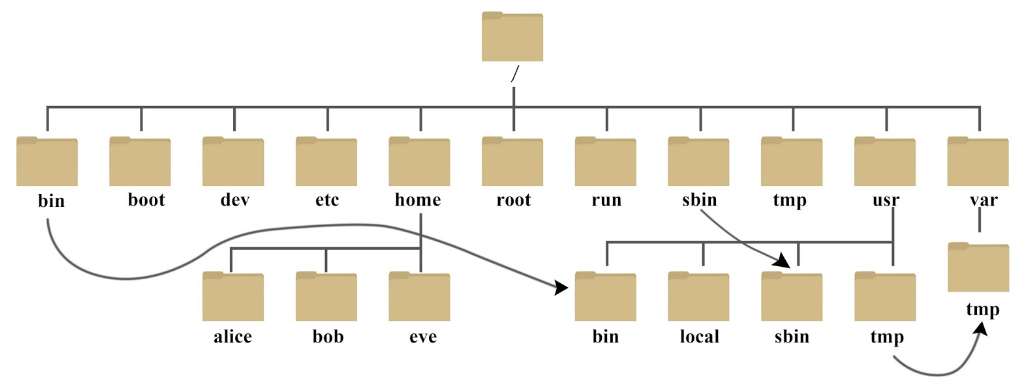 /
bin boot dev etc home root run sbin tmp usr var
alice bob eve bin local sbin tmp tmp